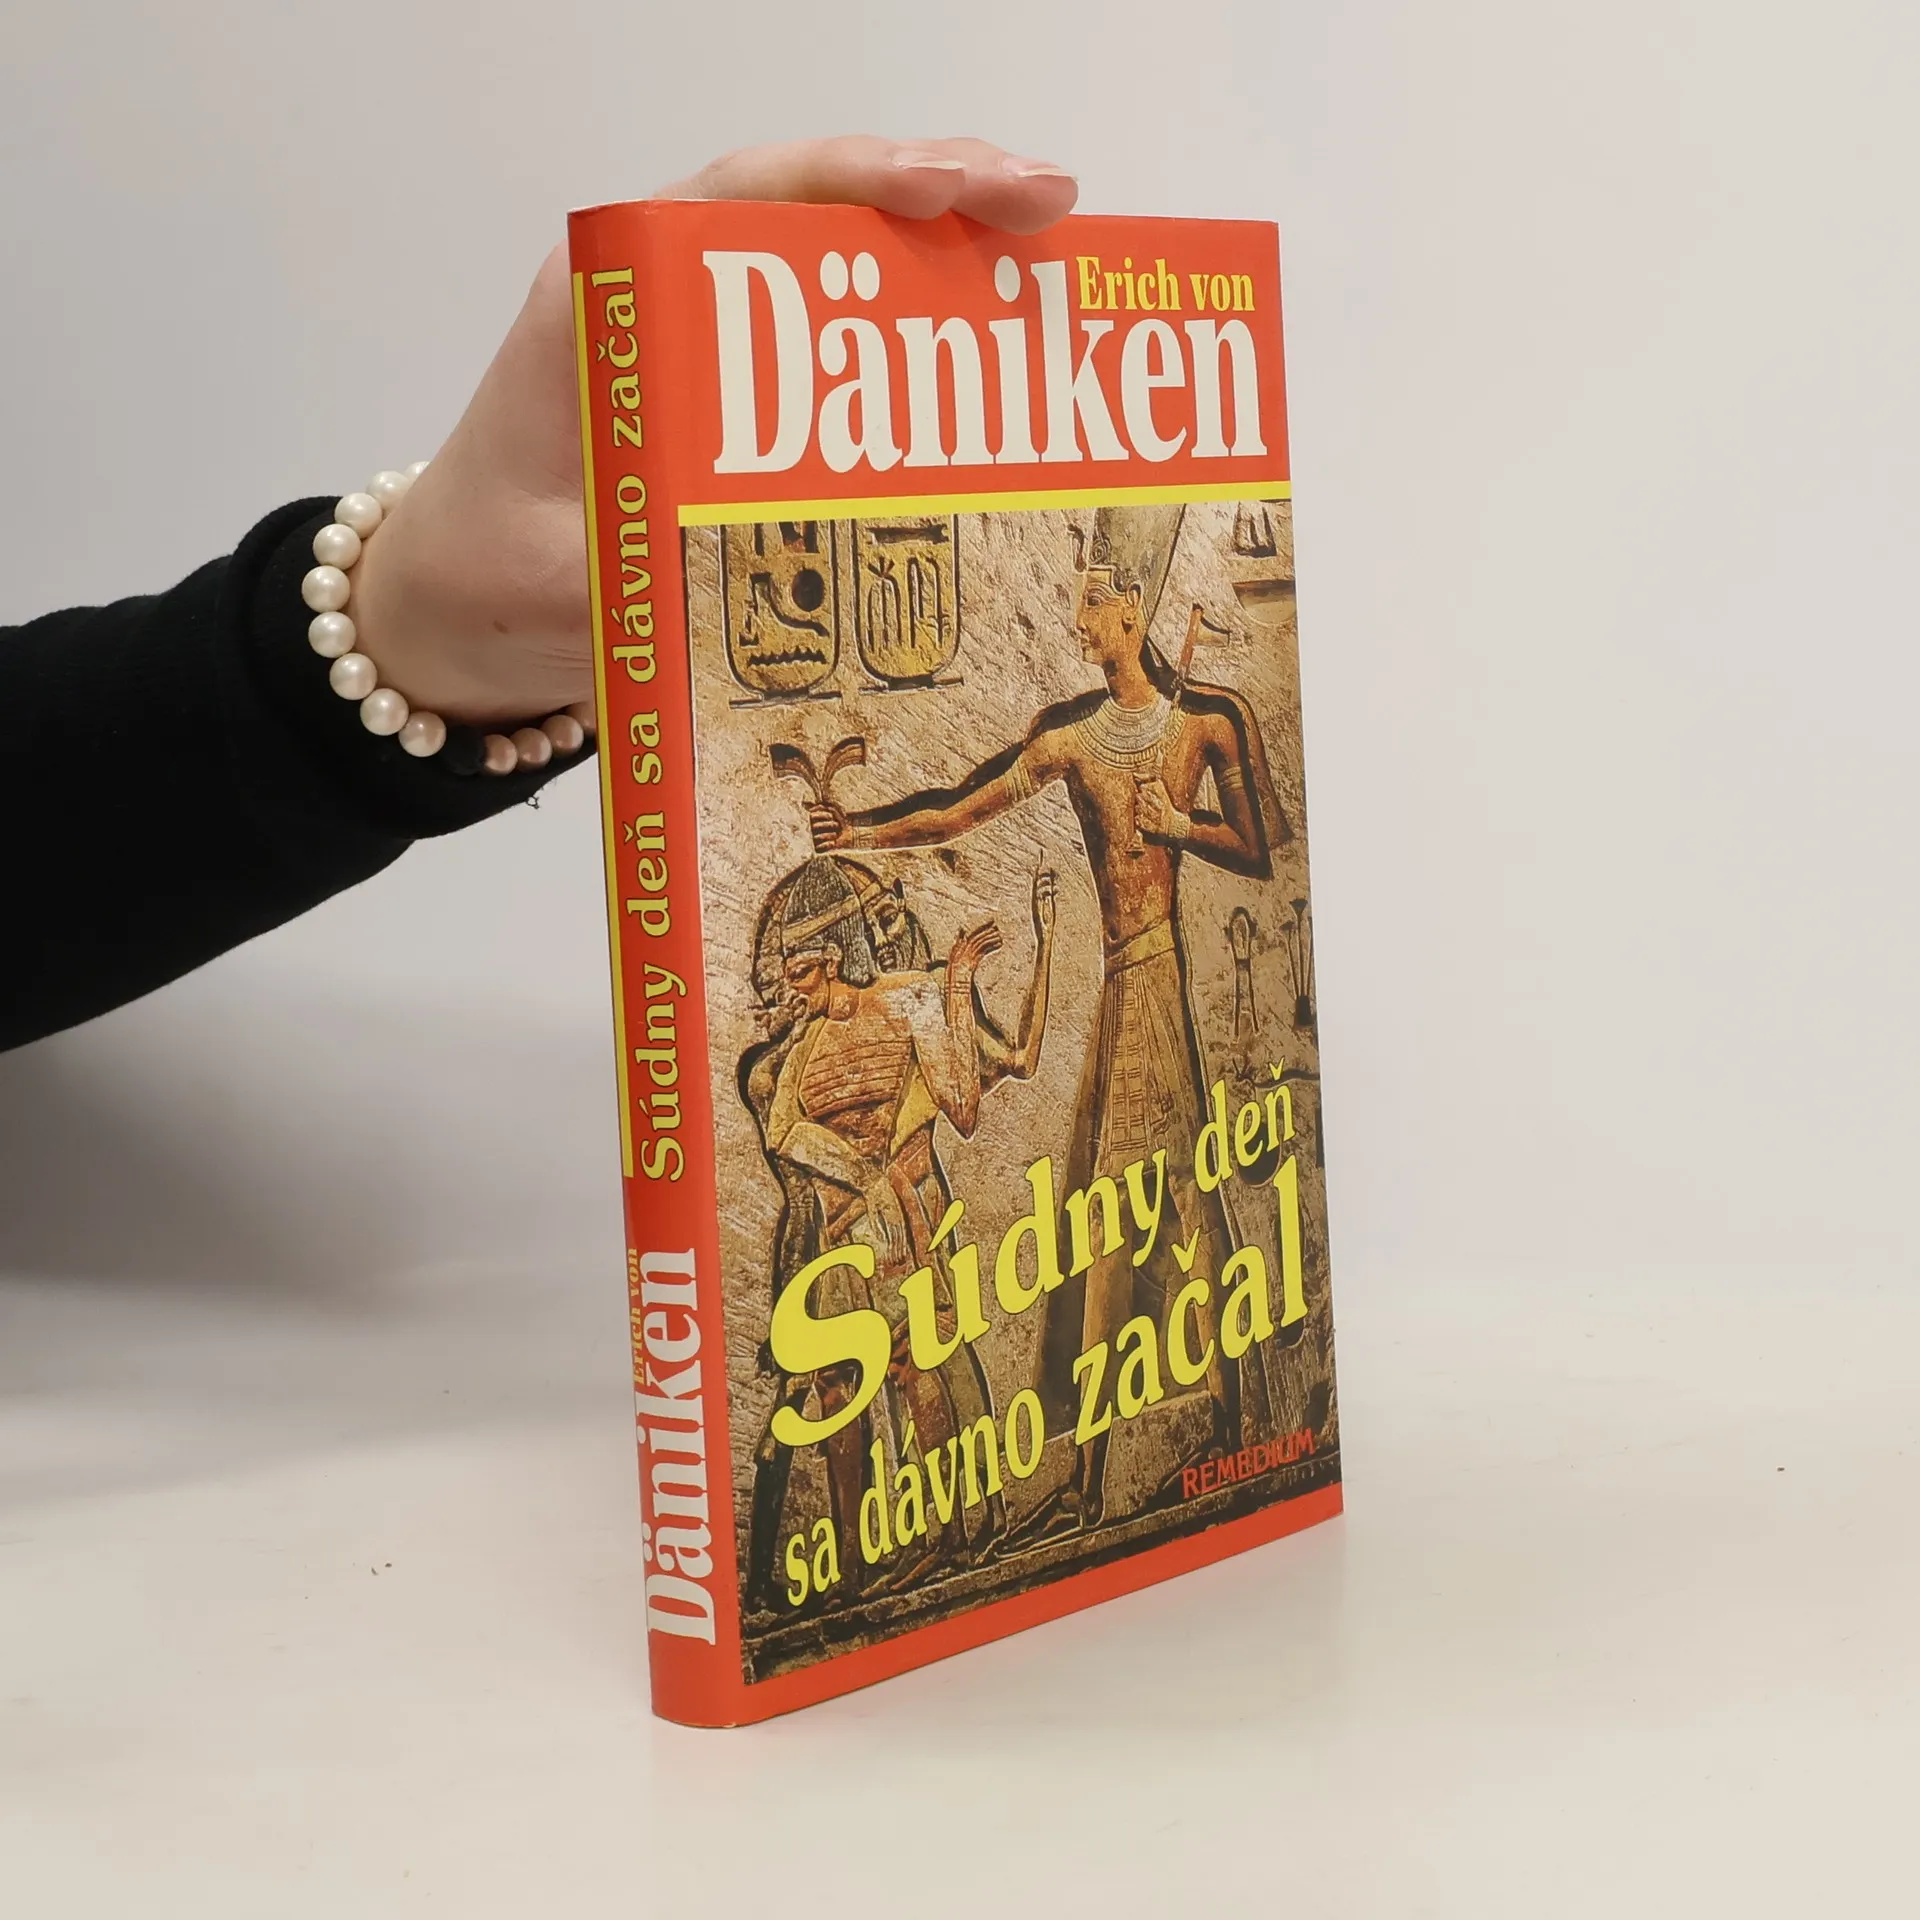 Erich von
Däniken
Súdny deň
sa dávno začal
REMEDIUM
Erich von
Däniken
Súdny deň sa dávno začal